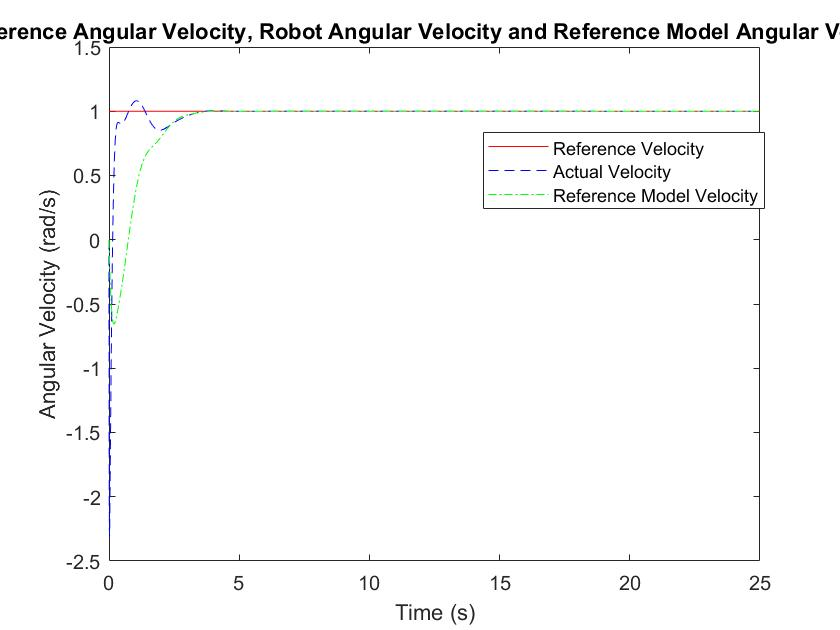 erence Angular Velocity, Robot Angular Velocity and Reference Model Angular V
1.5
1
0.5
0
-0.5
-1
-1.5
-2
-2.5
Angular Velocity (rad/s)
Reference Velocity
Actual Velocity
Reference Model Velocity
0 5 10 15 20 25
Time (s)